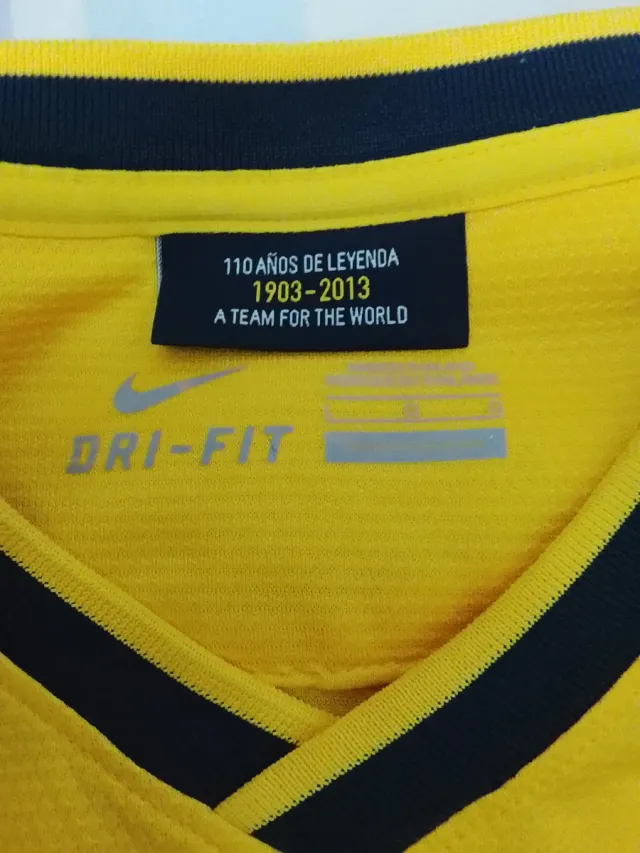 110 AÑOS DE LEYENDA
1903-2013
A TEAM FOR THE WORLD
DRI-FIT